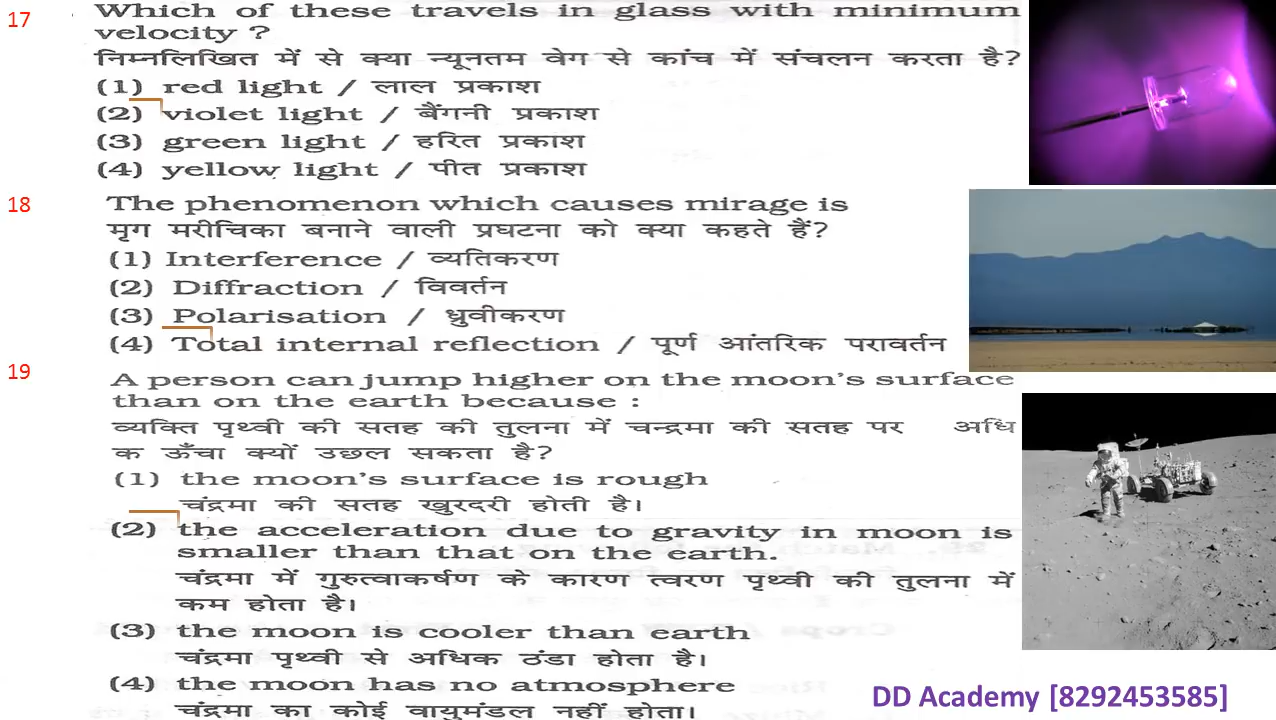 17
Which of these travels in glass with minimum
velocity ?
निम्नलिखित में से क्या न्यूनतम वेग से कांच में संचलन करता है?
(1) red light / लाल प्रकाश
(2) violet light / बैंगनी प्रकाश
(3) green light / हरित प्रकाश
(4) yellow light / पीत प्रकाश
18
The phenomenon which causes mirage is
मृग मरीचिका बनाने वाली प्रघटना को क्या कहते हैं?
(1) Interference / व्यतिकरण
(2) Diffraction / विवर्तन
(3) Polarisation / ध्रुवीकरण
(4) Total internal reflection / पूर्ण आंतरिक परावर्तन
19
A person can jump higher on the moon's surface
than on the earth because :
व्यक्ति पृथ्वी की सतह की तुलना में चन्द्रमा की सतह पर अधि
क ऊँचा क्यों उछल सकता है?
(1) the moon's surface is rough
चंद्रमा की सतह खुरदरी होती है।
(2) the acceleration due to gravity in moon is
smaller than that on the earth.
चंद्रमा में गुरुत्वाकर्षण के कारण त्वरण पृथ्वी की तुलना में
कम होता है।
(3) the moon is cooler than earth
चंद्रमा पृथ्वी से अधिक ठंडा होता है।
(4) the moon has no atmosphere
चंद्रमा का कोई वायुमंडल नहीं होता।
DD Academy [8292453585]